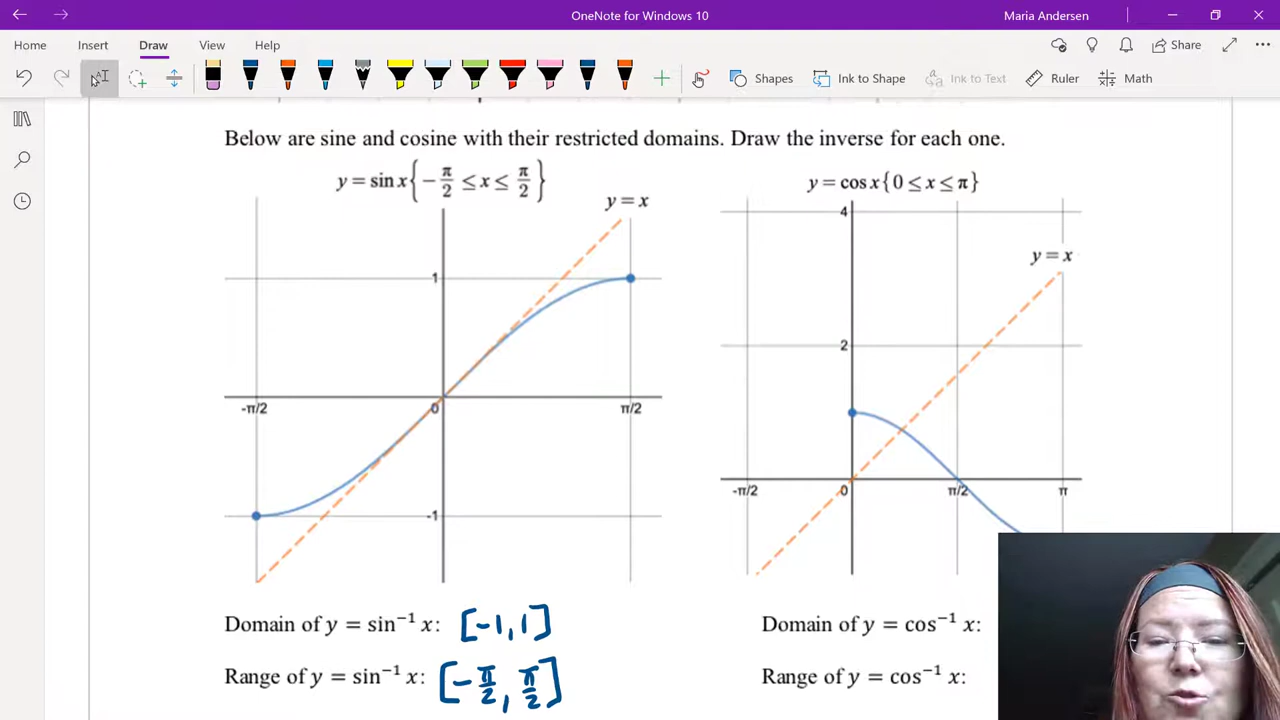 OneNote for Windows 10
Maria Andersen
Home Insert Draw View Help
Share
Shapes Ink to Shape Ink to Text Ruler Math
Below are sine and cosine with their restricted domains. Draw the inverse for each one.
y = sin x {−π/2 ≤ x ≤ π/2}
y = x
1
-π/2 0 π/2
-1
y = cos x {0 ≤ x ≤ π}
4
y = x
2
-π/2 0 π/2 π
Domain of y = sin⁻¹ x: [-1, 1]
Range of y = sin⁻¹ x: [-π/2, π/2]
Domain of y = cos⁻¹ x:
Range of y = cos⁻¹ x: